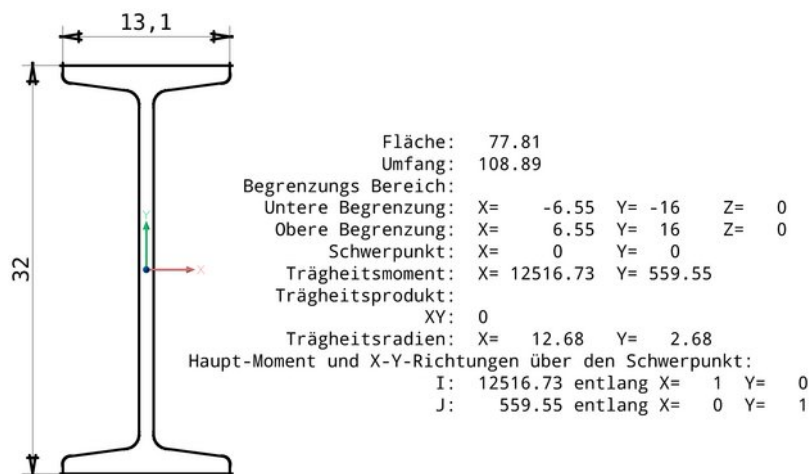 13,1
32
Y
X
Fläche: 77.81
Umfang: 108.89
Begrenzungs Bereich:
Untere Begrenzung: X= -6.55 Y= -16 Z= 0
Obere Begrenzung: X= 6.55 Y= 16 Z= 0
Schwerpunkt: X= 0 Y= 0
Trägheitsmoment: X= 12516.73 Y= 559.55
Trägheitsprodukt:
XY: 0
Trägheitsradien: X= 12.68 Y= 2.68
Haupt-Moment und X-Y-Richtungen über den Schwerpunkt:
I: 12516.73 entlang X= 1 Y= 0
J: 559.55 entlang X= 0 Y= 1